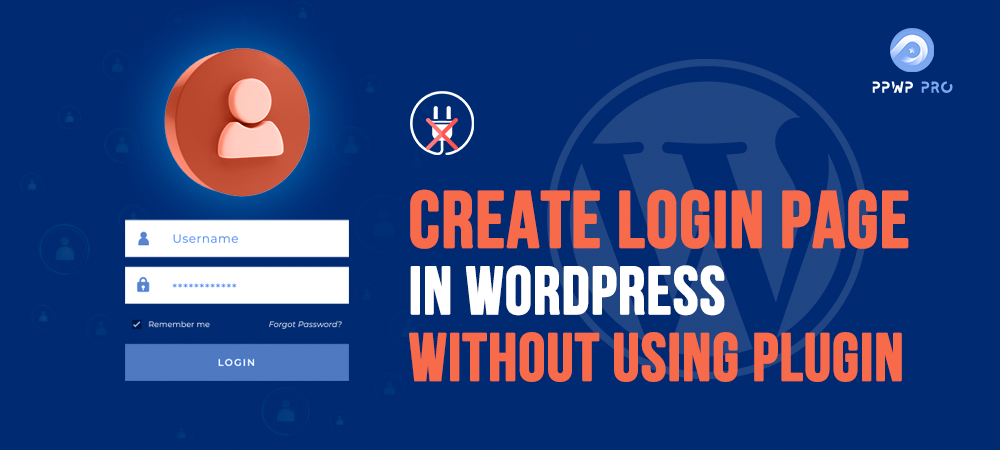 PPWP PRO
CREATE LOGIN PAGE
IN WORDPRESS
WITHOUT USING PLUGIN
Username
************
Remember me
Forgot Password?
LOGIN